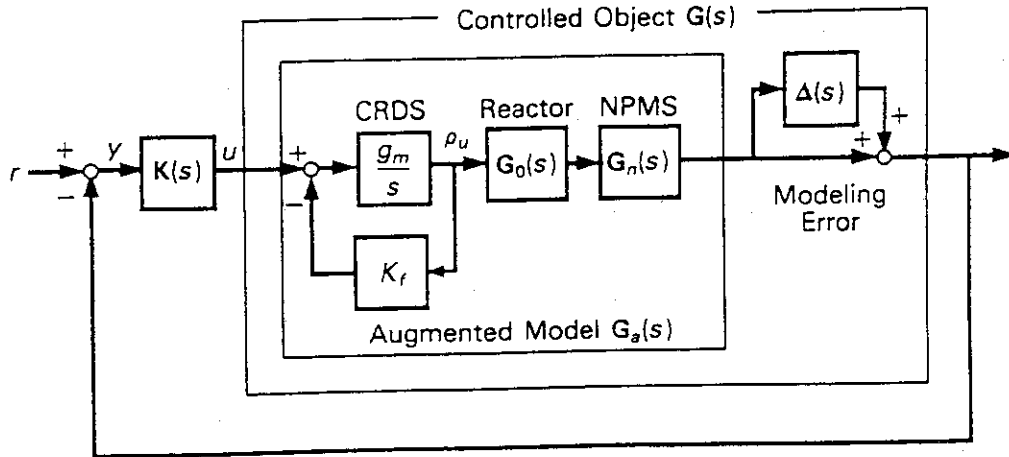 Controlled Object G(s)
Δ(s)
CRDS
Reactor
NPMS
+
+
+
y
u
+
g_m
s
ρ_u
r
K(s)
G_0(s)
G_n(s)
−
−
Modeling
Error
K_f
Augmented Model G_a(s)